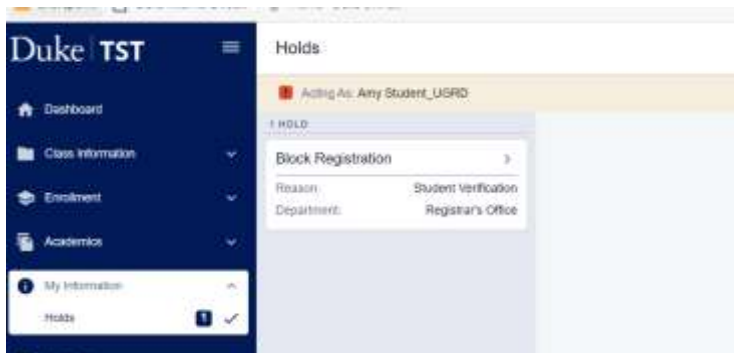 Duke TST
Holds
Acting As: Amy Student_UGRD
Dashboard
1 HOLD
Class Information
Block Registration
Reason: Student Verification
Department: Registrar's Office
Enrollment
Academics
My Information
Holds 1